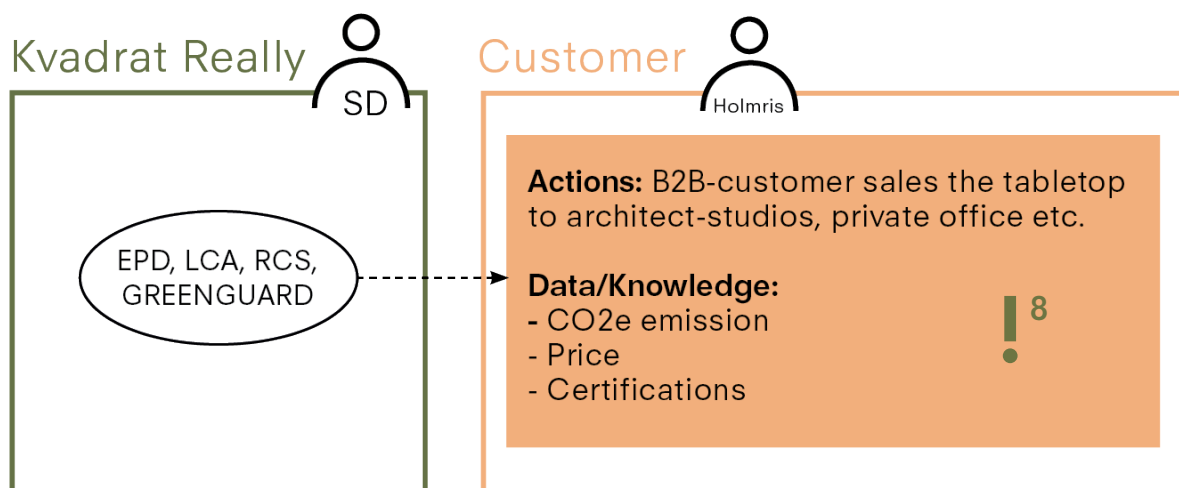 Kvadrat Really
SD
Customer
Holmris
EPD, LCA, RCS,
GREENGUARD
Actions: B2B-customer sales the tabletop
to architect-studios, private office etc.
Data/Knowledge:
- CO2e emission
- Price
- Certifications
! 8